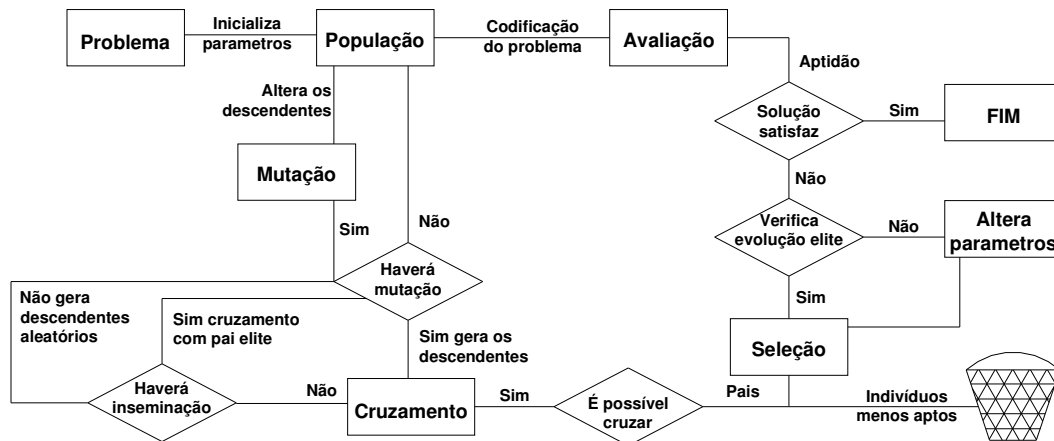 Problema
Inicializa
parametros
População
Codificação
do problema
Avaliação
Aptidão
Altera os
descendentes
Solução
satisfaz
Sim
FIM
Mutação
Não
Sim
Não
Verifica
evolução elite
Não
Altera
parametros
Haverá
mutação
Não gera
descendentes
aleatórios
Sim cruzamento
com pai elite
Sim gera os
descendentes
Sim
Seleção
Haverá
inseminação
Não
Cruzamento
Sim
É possível
cruzar
Pais
Indivíduos
menos aptos